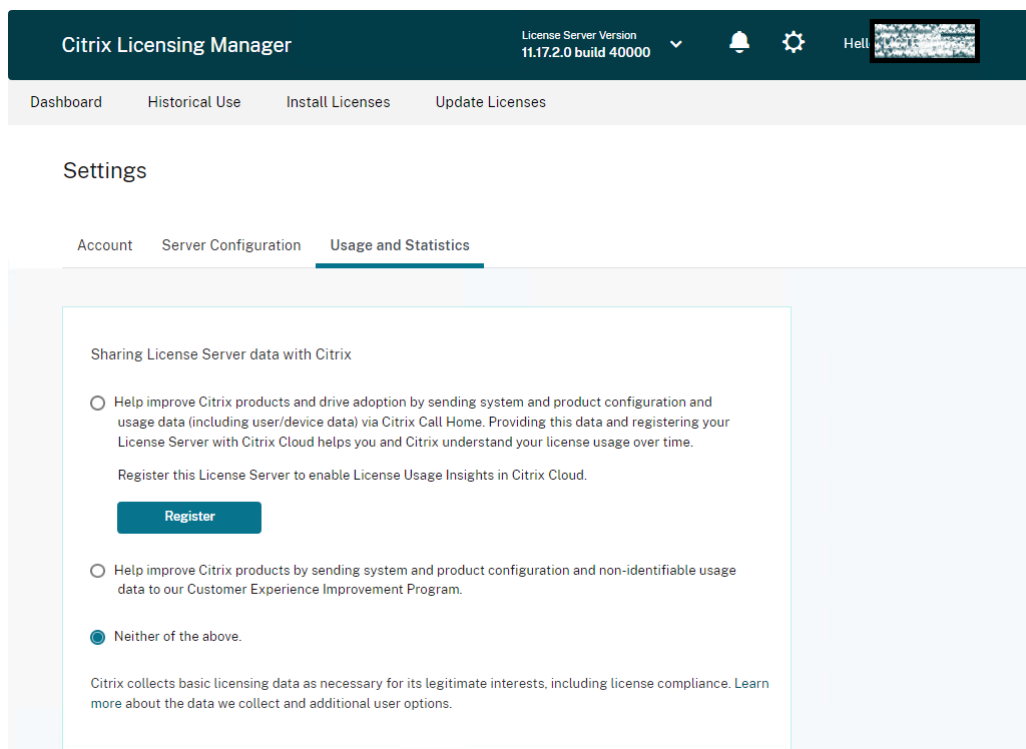 Citrix Licensing Manager
License Server Version
11.17.2.0 build 40000
Hell
Dashboard Historical Use Install Licenses Update Licenses
Settings
Account Server Configuration Usage and Statistics
Sharing License Server data with Citrix
Help improve Citrix products and drive adoption by sending system and product configuration and
usage data (including user/device data) via Citrix Call Home. Providing this data and registering your
License Server with Citrix Cloud helps you and Citrix understand your license usage over time.
Register this License Server to enable License Usage Insights in Citrix Cloud.
Register
Help improve Citrix products by sending system and product configuration and non-identifiable usage
data to our Customer Experience Improvement Program.
Neither of the above.
Citrix collects basic licensing data as necessary for its legitimate interests, including license compliance. Learn
more about the data we collect and additional user options.